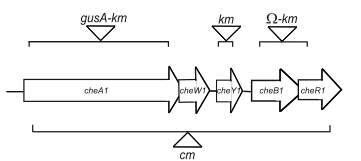 gusA-km km Ω-km
cheA1 cheW1 cheY1 cheB1 cheR1
cm